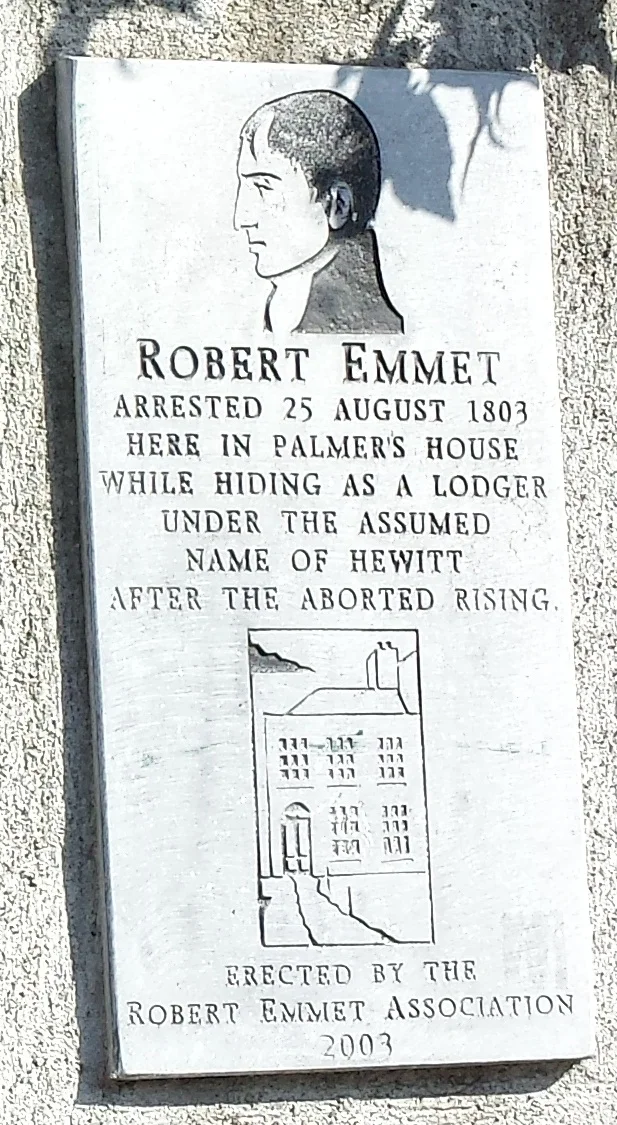 ROBERT EMMET
ARRESTED 25 AUGUST 1803
HERE IN PALMER'S HOUSE
WHILE HIDING AS A LODGER
UNDER THE ASSUMED
NAME OF HEWITT
AFTER THE ABORTED RISING.
ERECTED BY THE
ROBERT EMMET ASSOCIATION
2003